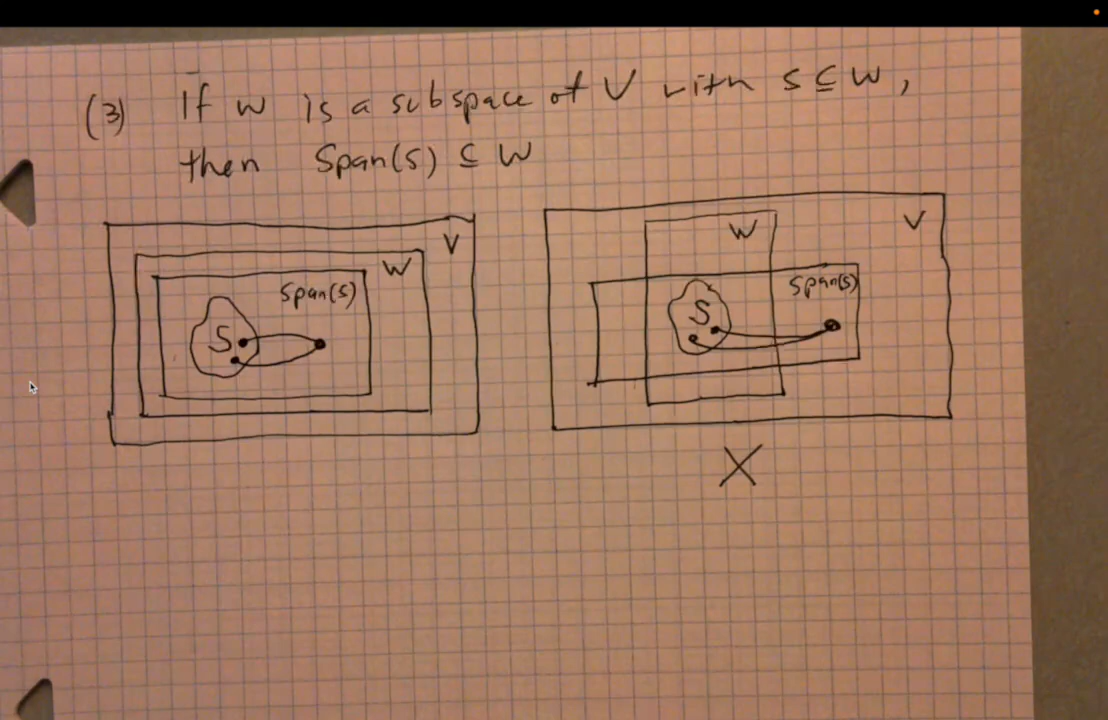 (3) If W is a subspace of V with S ⊆ W,
then Span(S) ⊆ W
V
W
Span(S)
S
V
W
Span(S)
S
X